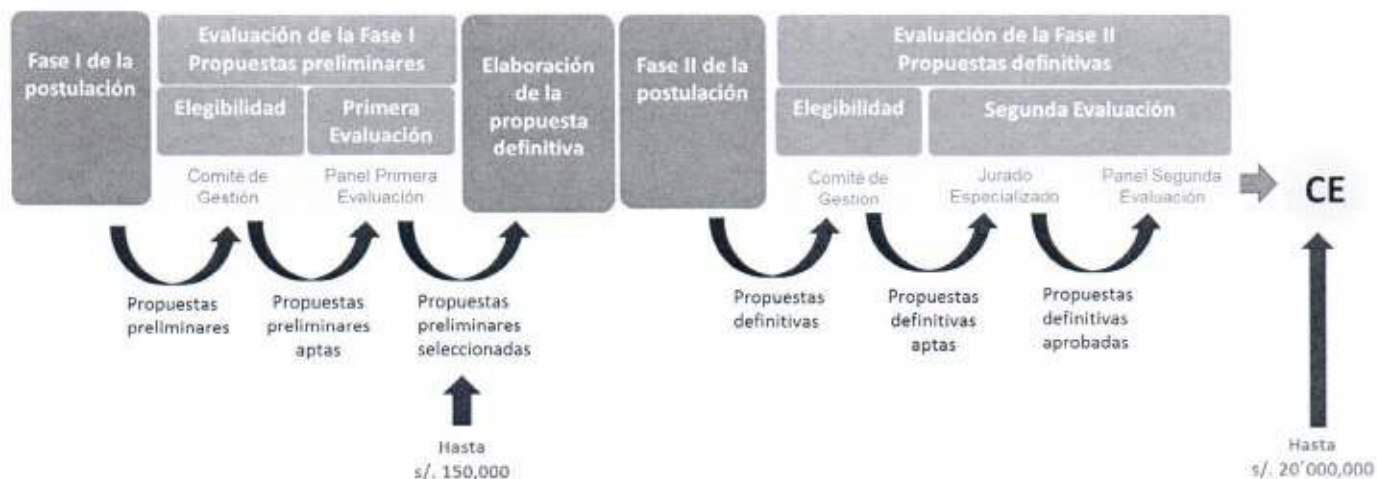 Fase I de la
postulación
Evaluación de la Fase I
Propuestas preliminares
Elegibilidad
Primera
Evaluación
Comité de
Gestión
Panel Primera
Evaluación
Elaboración
de la
propuesta
definitiva
Fase II de la
postulación
Evaluación de la Fase II
Propuestas definitivas
Elegibilidad
Segunda Evaluación
Comité de
Gestión
Jurado
Especializado
Panel Segunda
Evaluación
CE
Propuestas
preliminares
Propuestas
preliminares
aptas
Propuestas
preliminares
seleccionadas
Propuestas
definitivas
Propuestas
definitivas
aptas
Propuestas
definitivas
aprobadas
Hasta
s/. 150,000
Hasta
s/. 20´000,000